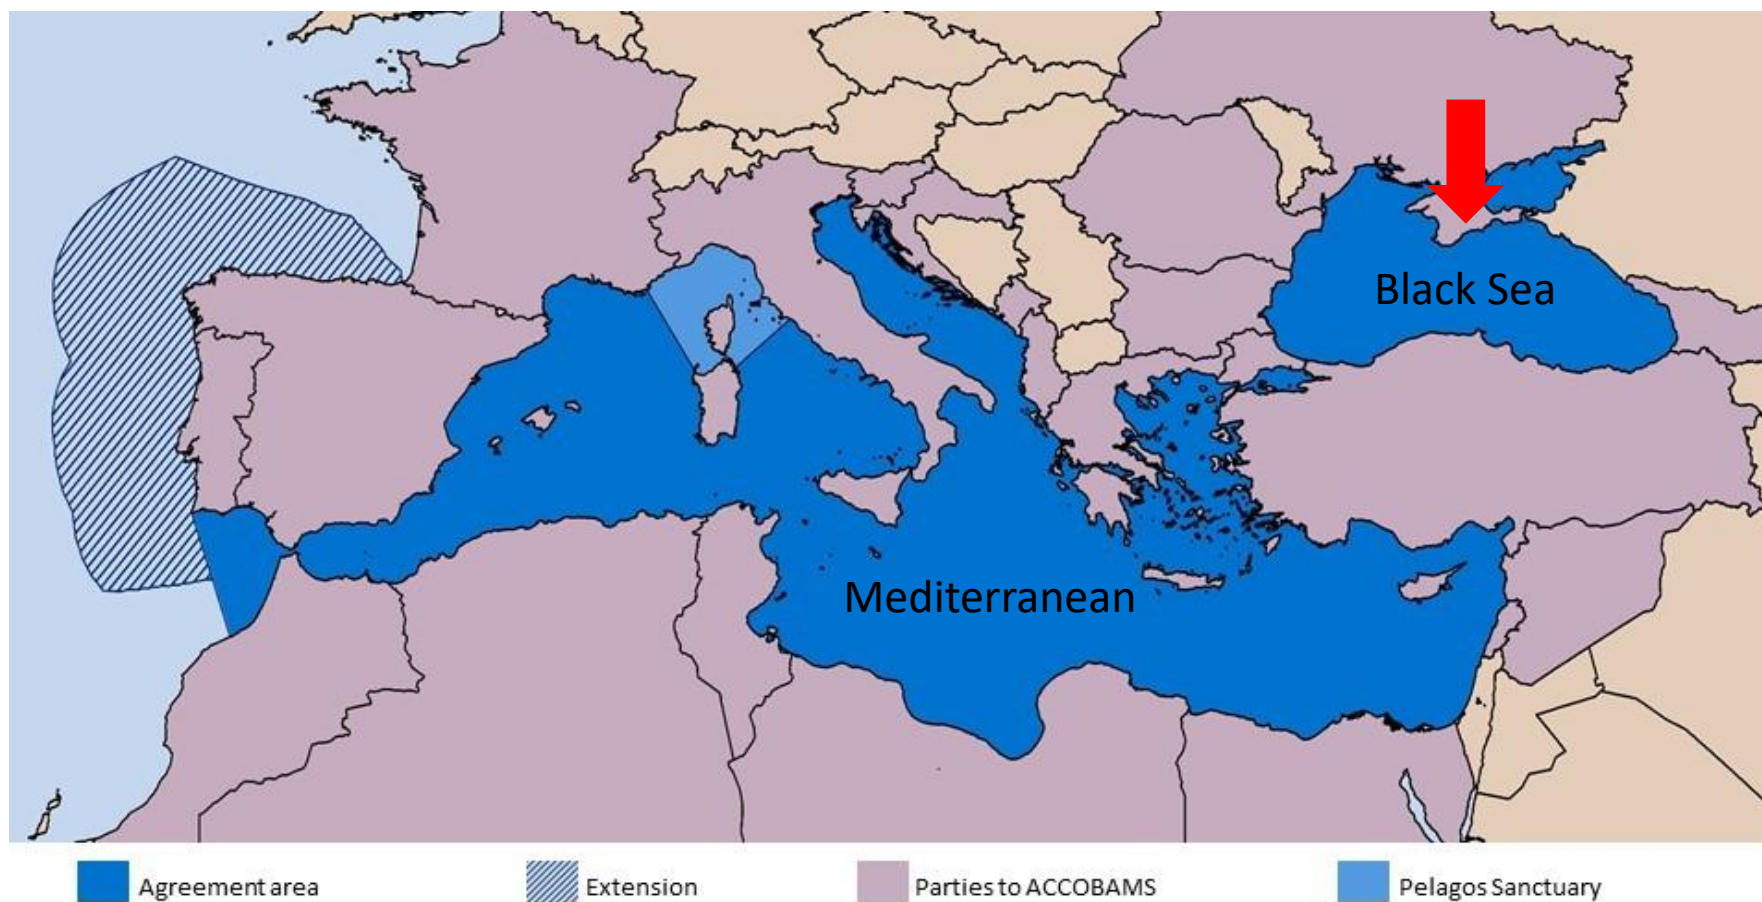 Black Sea
Mediterranean
Agreement area
Extension
Parties to ACCOBAMS
Pelagos Sanctuary